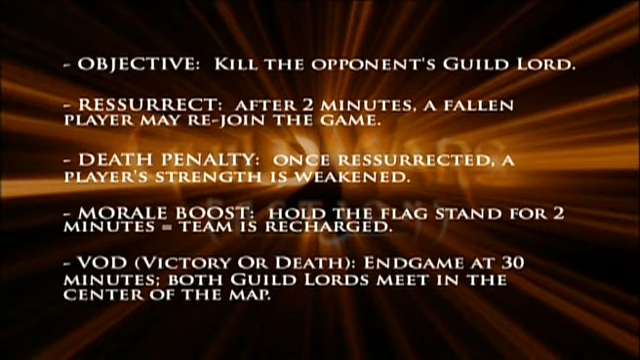 - OBJECTIVE: KILL THE OPPONENT'S GUILD LORD.
- RESSURRECT: AFTER 2 MINUTES, A FALLEN
PLAYER MAY RE-JOIN THE GAME.
- DEATH PENALTY: ONCE RESSURRECTED, A
PLAYER'S STRENGTH IS WEAKENED.
- MORALE BOOST: HOLD THE FLAG STAND FOR 2
MINUTES = TEAM IS RECHARGED.
- VOD (VICTORY OR DEATH): ENDGAME AT 30
MINUTES; BOTH GUILD LORDS MEET IN THE
CENTER OF THE MAP.